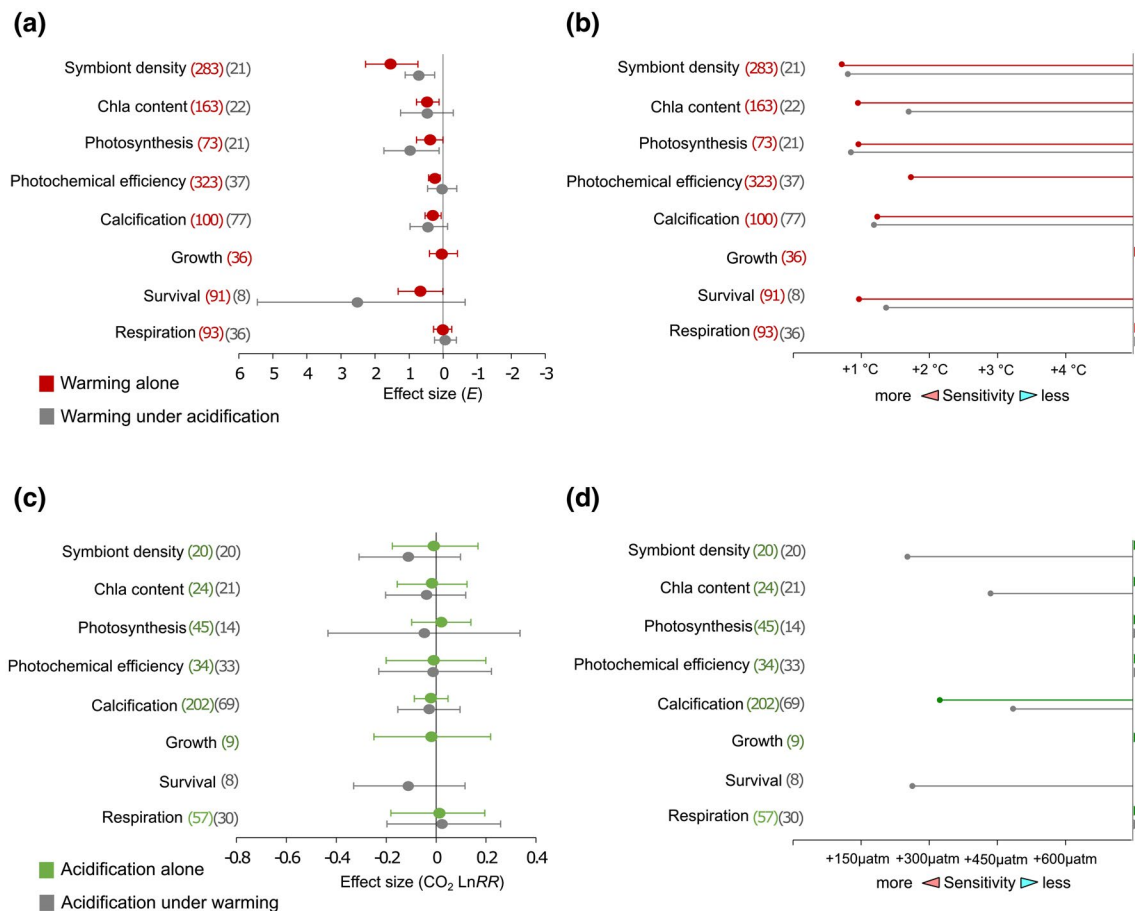 (a)
Symbiont density (283)(21)
Chla content (163)(22)
Photosynthesis (73)(21)
Photochemical efficiency (323)(37)
Calcification (100)(77)
Growth (36)
Survival (91)(8)
Respiration (93)(36)
6 5 4 3 2 1 0 -1 -2 -3
Effect size (E)
Warming alone
Warming under acidification
(b)
Symbiont density (283)(21)
Chla content (163)(22)
Photosynthesis (73)(21)
Photochemical efficiency (323)(37)
Calcification (100)(77)
Growth (36)
Survival (91)(8)
Respiration (93)(36)
+1 °C +2 °C +3 °C +4 °C
more Sensitivity less
(c)
Symbiont density (20)(20)
Chla content (24)(21)
Photosynthesis (45)(14)
Photochemical efficiency (34)(33)
Calcification (202)(69)
Growth (9)
Survival (8)
Respiration (57)(30)
-0.8 -0.6 -0.4 -0.2 0 0.2 0.4
Effect size (CO₂ LnRR)
Acidification alone
Acidification under warming
(d)
Symbiont density (20)(20)
Chla content (24)(21)
Photosynthesis (45)(14)
Photochemical efficiency (34)(33)
Calcification (202)(69)
Growth (9)
Survival (8)
Respiration (57)(30)
+150µatm +300µatm +450µatm +600µatm
more Sensitivity less